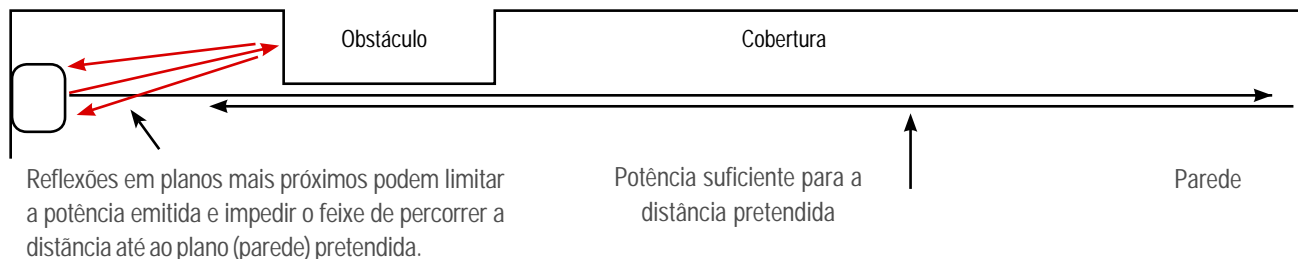 Obstáculo
Cobertura
Reflexões em planos mais próximos podem limitar
a potência emitida e impedir o feixe de percorrer a
distãncia até ao plano (parede) pretendida.
Potência suficiente para a
distância pretendida
Parede